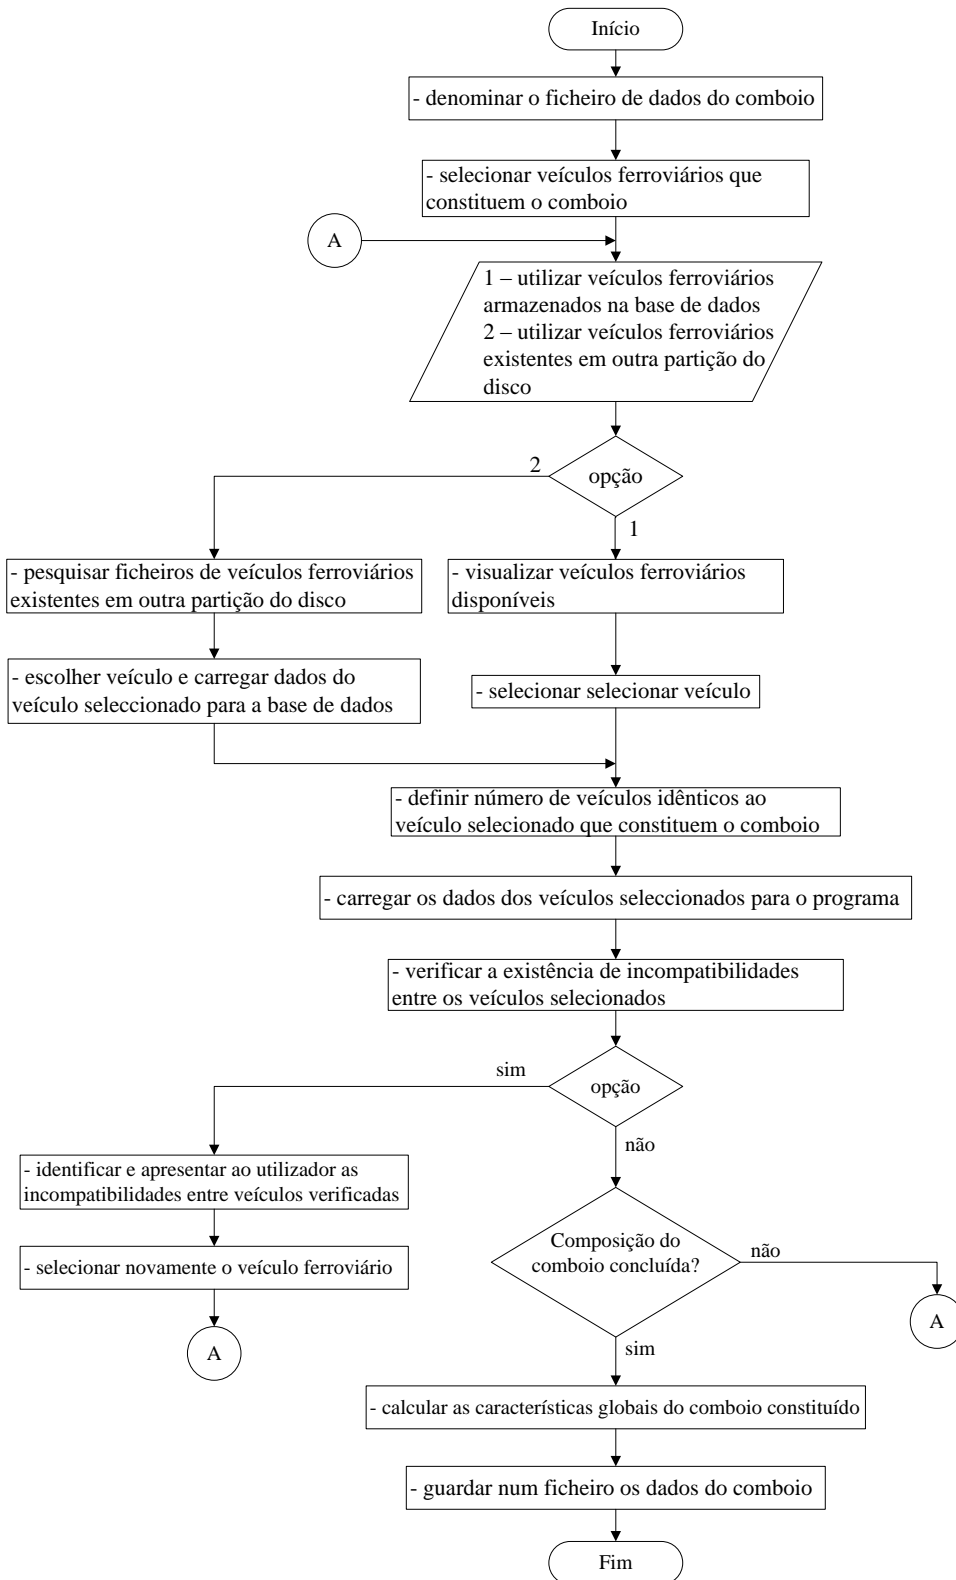 Início
- denominar o ficheiro de dados do comboio
- selecionar veículos ferroviários que
constituem o comboio
A
1 – utilizar veículos ferroviários
armazenados na base de dados
2 – utilizar veículos ferroviários
existentes em outra partição do
disco
opção
2
1
- pesquisar ficheiros de veículos ferroviários
existentes em outra partição do disco
- visualizar veículos ferroviários
disponíveis
- escolher veículo e carregar dados do
veículo seleccionado para a base de dados
- selecionar selecionar veículo
- definir número de veículos idênticos ao
veículo selecionado que constituem o comboio
- carregar os dados dos veículos seleccionados para o programa
- verificar a existência de incompatibilidades
entre os veículos selecionados
opção
sim
não
- identificar e apresentar ao utilizador as
incompatibilidades entre veículos verificadas
- selecionar novamente o veículo ferroviário
A
Composição do
comboio concluída?
não
A
sim
- calcular as características globais do comboio constituído
- guardar num ficheiro os dados do comboio
Fim